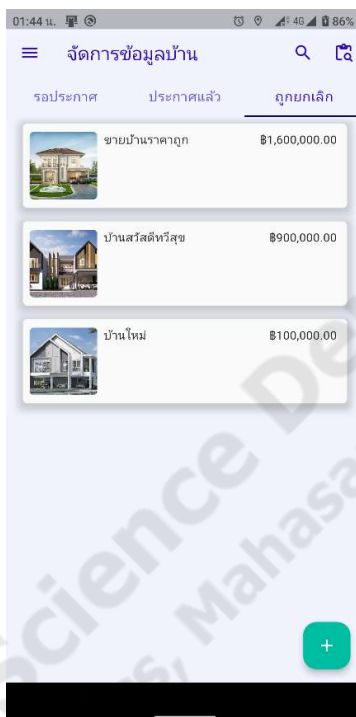 01:44 น. 4G 86%
จัดการข้อมูลบ้าน
รอประกาศ ประกาศแล้ว ถูกยกเลิก
ขายบ้านราคาถูก ฿1,600,000.00
บ้านสวัสดีทวีสุข ฿900,000.00
บ้านใหม่ ฿100,000.00
+